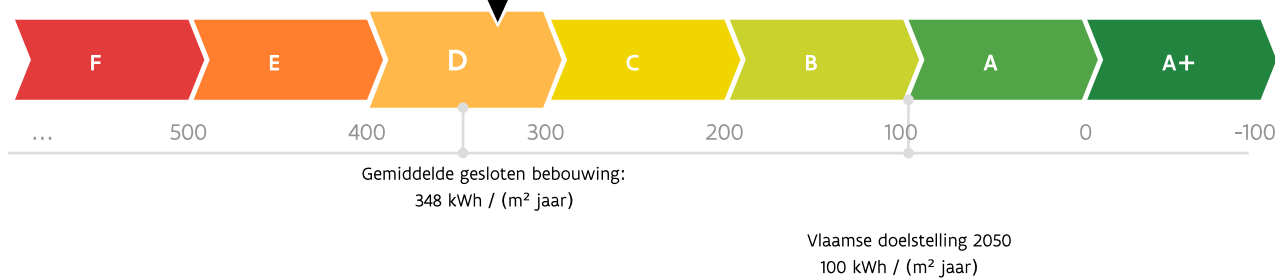 F E D C B A A+
... 500 400 300 200 100 0 -100
Gemiddelde gesloten bebouwing:
348 kWh / (m² jaar)
Vlaamse doelstelling 2050
100 kWh / (m² jaar)